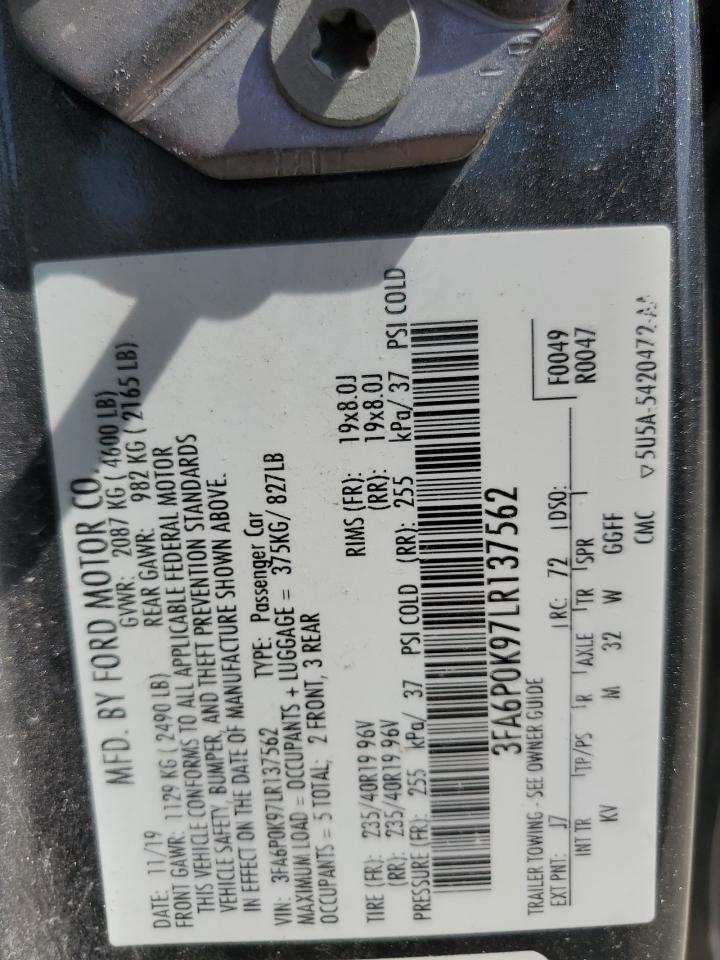 MFD. BY FORD MOTOR CO.
DATE: 11/19 GVWR: 2087 KG ( 4600 LB)
FRONT GAWR: 1129 KG ( 2490 LB) REAR GAWR: 982 KG ( 2165 LB)
THIS VEHICLE CONFORMS TO ALL APPLICABLE FEDERAL MOTOR
VEHICLE SAFETY, BUMPER, AND THEFT PREVENTION STANDARDS
IN EFFECT ON THE DATE OF MANUFACTURE SHOWN ABOVE.
VIN: 3FA6P0K97LR137562 TYPE: Passenger Car
MAXIMUM LOAD = OCCUPANTS + LUGGAGE = 375KG/ 827LB
OCCUPANTS = 5 TOTAL; 2 FRONT, 3 REAR
TIRE (FR): 235/40R19 96V RIMS (FR): 19x8.0J
(RR): 235/40R19 96V (RR): 19x8.0J
PRESSURE (FR): 255 kPa/ 37 PSI COLD (RR): 255 kPa/ 37 PSI COLD
3FA6P0K97LR137562
TRAILER TOWING - SEE OWNER GUIDE
EXT PNT: J7 RC: 72 DSO: F0049
R0047
INT TR TP/PS R AXLE TR SPR
KV M 32 W GGFF
CMC ▽5U5A-5420472-AA